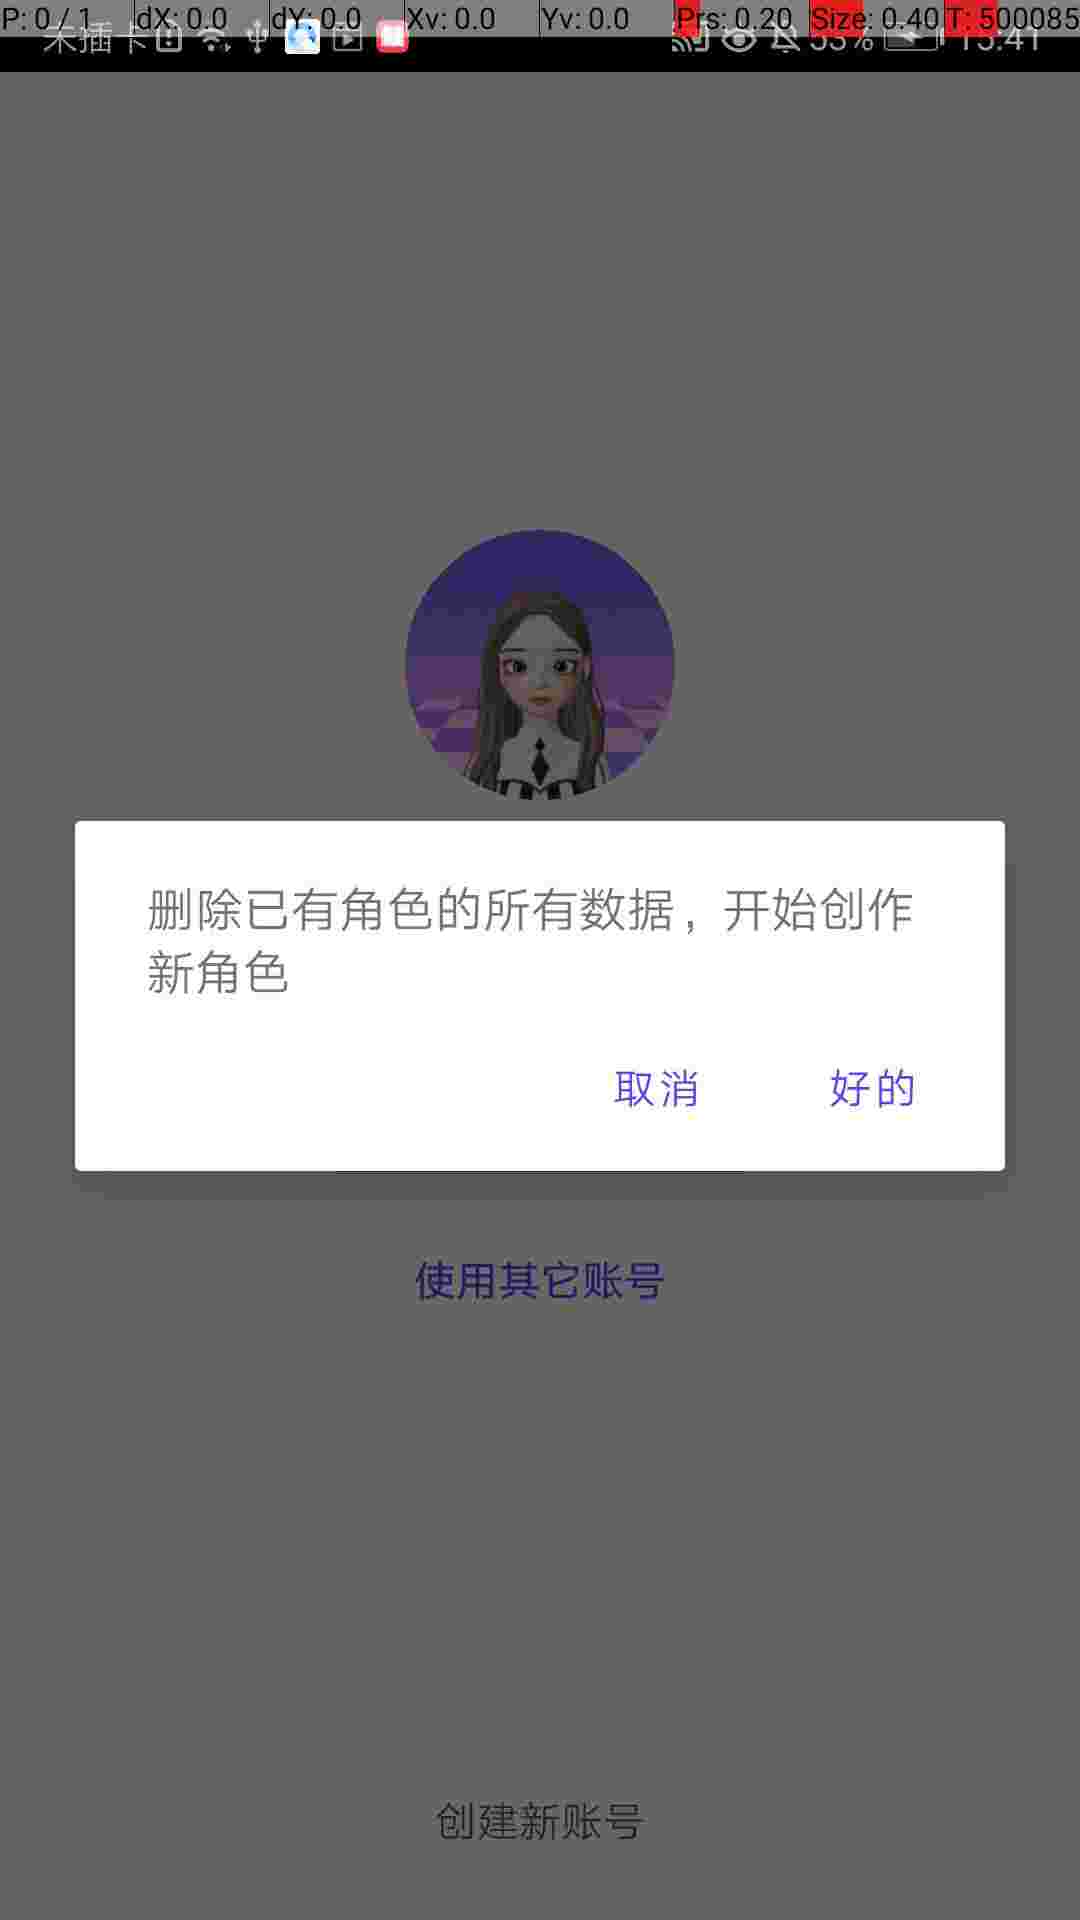 P: 0 / 1 dX: 0.0 dY: 0.0 Xv: 0.0 Yv: 0.0 Prs: 0.20 Size: 0.40 T: 500085
未插卡 53% 15:41
删除已有角色的所有数据，开始创作
新角色
取消 好的
使用其它账号
创建新账号